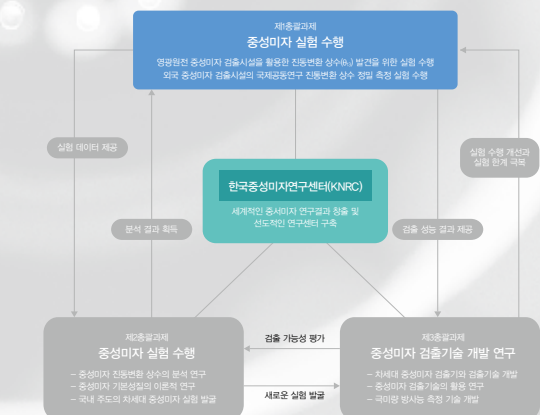 제1총괄과제
중성미자 실험 수행
영광원전 중성미자 검출시설을 활용한 진동변환 상수(θ₁₃) 발견을 위한 실험 수행
외국 중성미자 검출시설의 국제공동연구 진동변환 상수 정밀 측정 실험 수행
실험 데이터 제공
실험 수행 개선과
실험 한계 극복
한국중성미자연구센터(KNRC)
세계적인 중서미자 연구결과 창출 및
선도적인 연구센터 구축
분석 결과 획득
검출 성능 결과 제공
제2총괄과제
중성미자 실험 수행
– 중성미자 진동변환 상수의 분석 연구
– 중성미자 기본성질의 이론적 연구
– 국내 주도의 차세대 중성미자 실험 발굴
검출 가능성 평가
새로운 실험 발굴
제3총괄과제
중성미자 검출기술 개발 연구
– 차세대 중성미자 검출기와 검출기술 개발
– 중성미자 검출기술의 활용 연구
– 극미량 방사능 측정 기술 개발